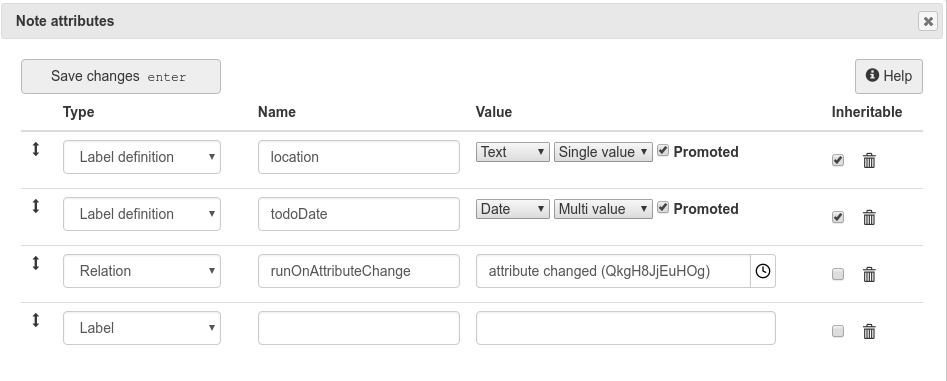 Note attributes
Save changes enter
Help
Type Name Value Inheritable
Label definition location Text Single value Promoted
Label definition todoDate Date Multi value Promoted
Relation runOnAttributeChange attribute changed (QkgH8JjEuHOg)
Label